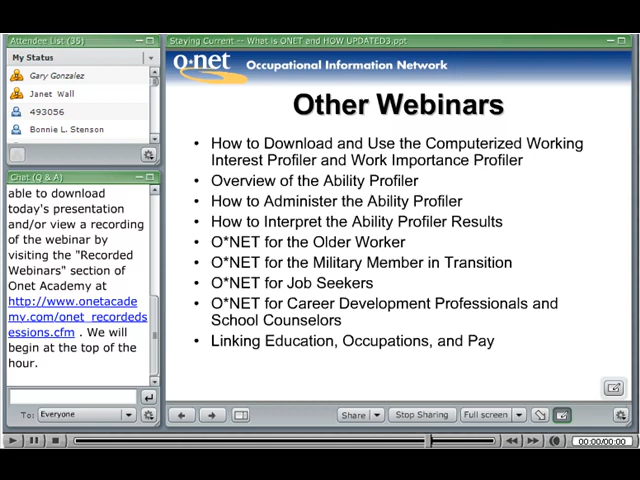 Attendee List (35)
My Status
Gary Gonzalez
Janet Wall
493056
Bonnie L. Stenson
Chat (Q & A)
able to download
today's presentation
and/or view a recording
of the webinar by
visiting the "Recorded
Webinars" section of
Onet Academy at
http://www.onetacade
my.com/onet_recordeds
essions.cfm . We will
begin at the top of the
hour.
To: Everyone
Staying Current -- What is ONET and HOW UPDATED3.ppt
o*net Occupational Information Network
Other Webinars
• How to Download and Use the Computerized Working
Interest Profiler and Work Importance Profiler
• Overview of the Ability Profiler
• How to Administer the Ability Profiler
• How to Interpret the Ability Profiler Results
• O*NET for the Older Worker
• O*NET for the Military Member in Transition
• O*NET for Job Seekers
• O*NET for Career Development Professionals and
School Counselors
• Linking Education, Occupations, and Pay
Share Stop Sharing Full screen
00:00/00:00